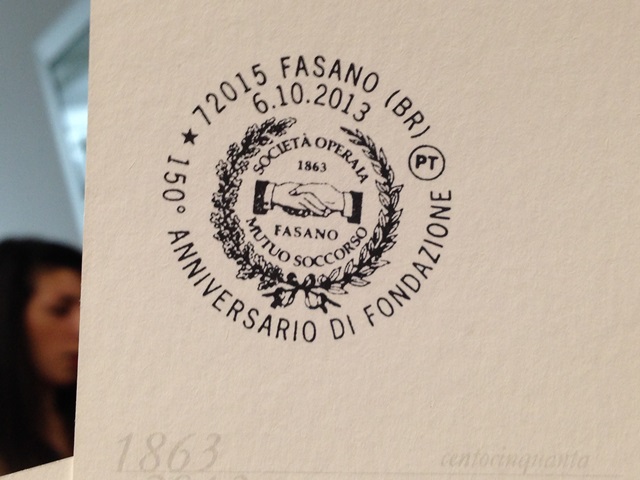 ★ 72015 FASANO (BR) PT
6.10.2013
150° ANNIVERSARIO DI FONDAZIONE
SOCIETÀ OPERAIA
1863
FASANO
MUTUO SOCCORSO
1863
centocinquanta